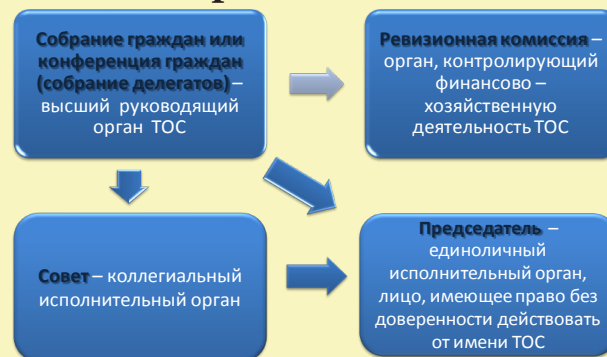 Собрание граждан или
конференция граждан
(собрание делегатов) –
высший руководящий
орган ТОС
Ревизионная комиссия –
орган, контролирующий
финансово –
хозяйственную
деятельность ТОС
Совет – коллегиальный
исполнительный орган
Председатель –
единоличный
исполнительный орган,
лицо, имеющее право без
доверенности действовать
от имени ТОС